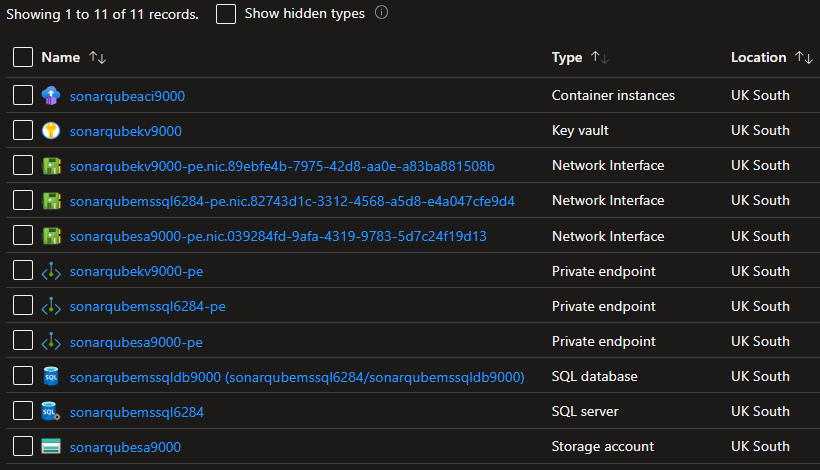 Showing 1 to 11 of 11 records. Show hidden types
Name Type Location
sonarqubeaci9000 Container instances UK South
sonarqubekv9000 Key vault UK South
sonarqubekv9000-pe.nic.89ebfe4b-7975-42d8-aa0e-a83ba881508b Network Interface UK South
sonarqubemssql6284-pe.nic.82743d1c-3312-4568-a5d8-e4a047cfe9d4 Network Interface UK South
sonarqubesa9000-pe.nic.039284fd-9afa-4319-9783-5d7c24f19d13 Network Interface UK South
sonarqubekv9000-pe Private endpoint UK South
sonarqubemssql6284-pe Private endpoint UK South
sonarqubesa9000-pe Private endpoint UK South
sonarqubemssqldb9000 (sonarqubemssql6284/sonarqubemssqldb9000) SQL database UK South
sonarqubemssql6284 SQL server UK South
sonarqubesa9000 Storage account UK South